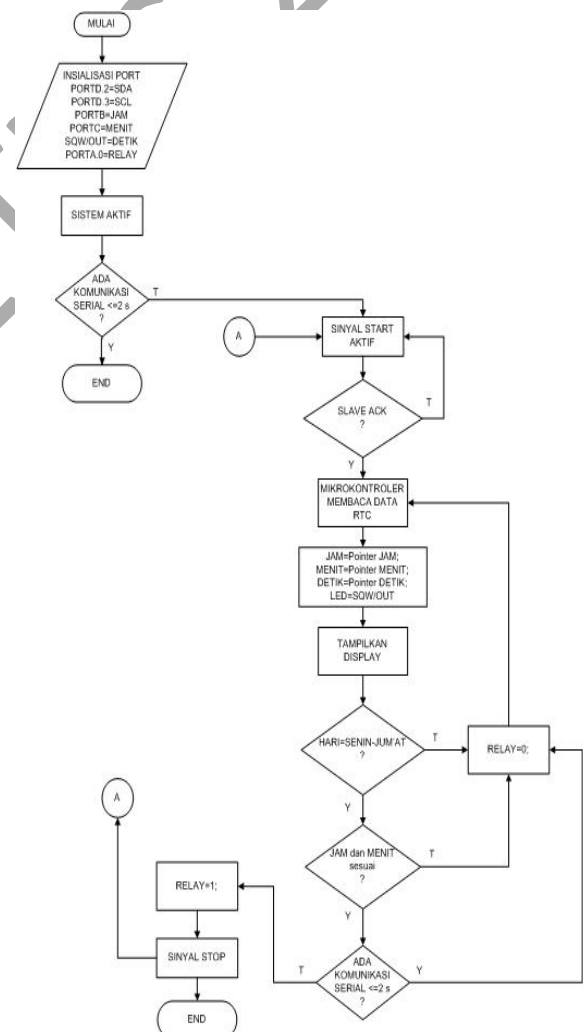 MULAI
INSIALISASI PORT
PORTD.2=SDA
PORTD.3=SCL
PORTB=JAM
PORTC=MENIT
SQW/OUT=DETIK
PORTA.0=RELAY
SISTEM AKTIF
ADA
KOMUNIKASI
SERIAL <=2 s
?
T
Y
END
A
SINYAL START
AKTIF
SLAVE ACK
?
T
Y
MIKROKONTROLER
MEMBACA DATA
RTC
JAM=Pointer JAM;
MENIT=Pointer MENIT;
DETIK=Pointer DETIK;
LED=SQW/OUT
TAMPILKAN
DISPLAY
HARI=SENIN-JUM'AT
?
T
Y
RELAY=0;
JAM dan MENIT
sesuai
?
T
Y
ADA
KOMUNIKASI
SERIAL <=2 s
?
T
Y
RELAY=1;
SINYAL STOP
A
END